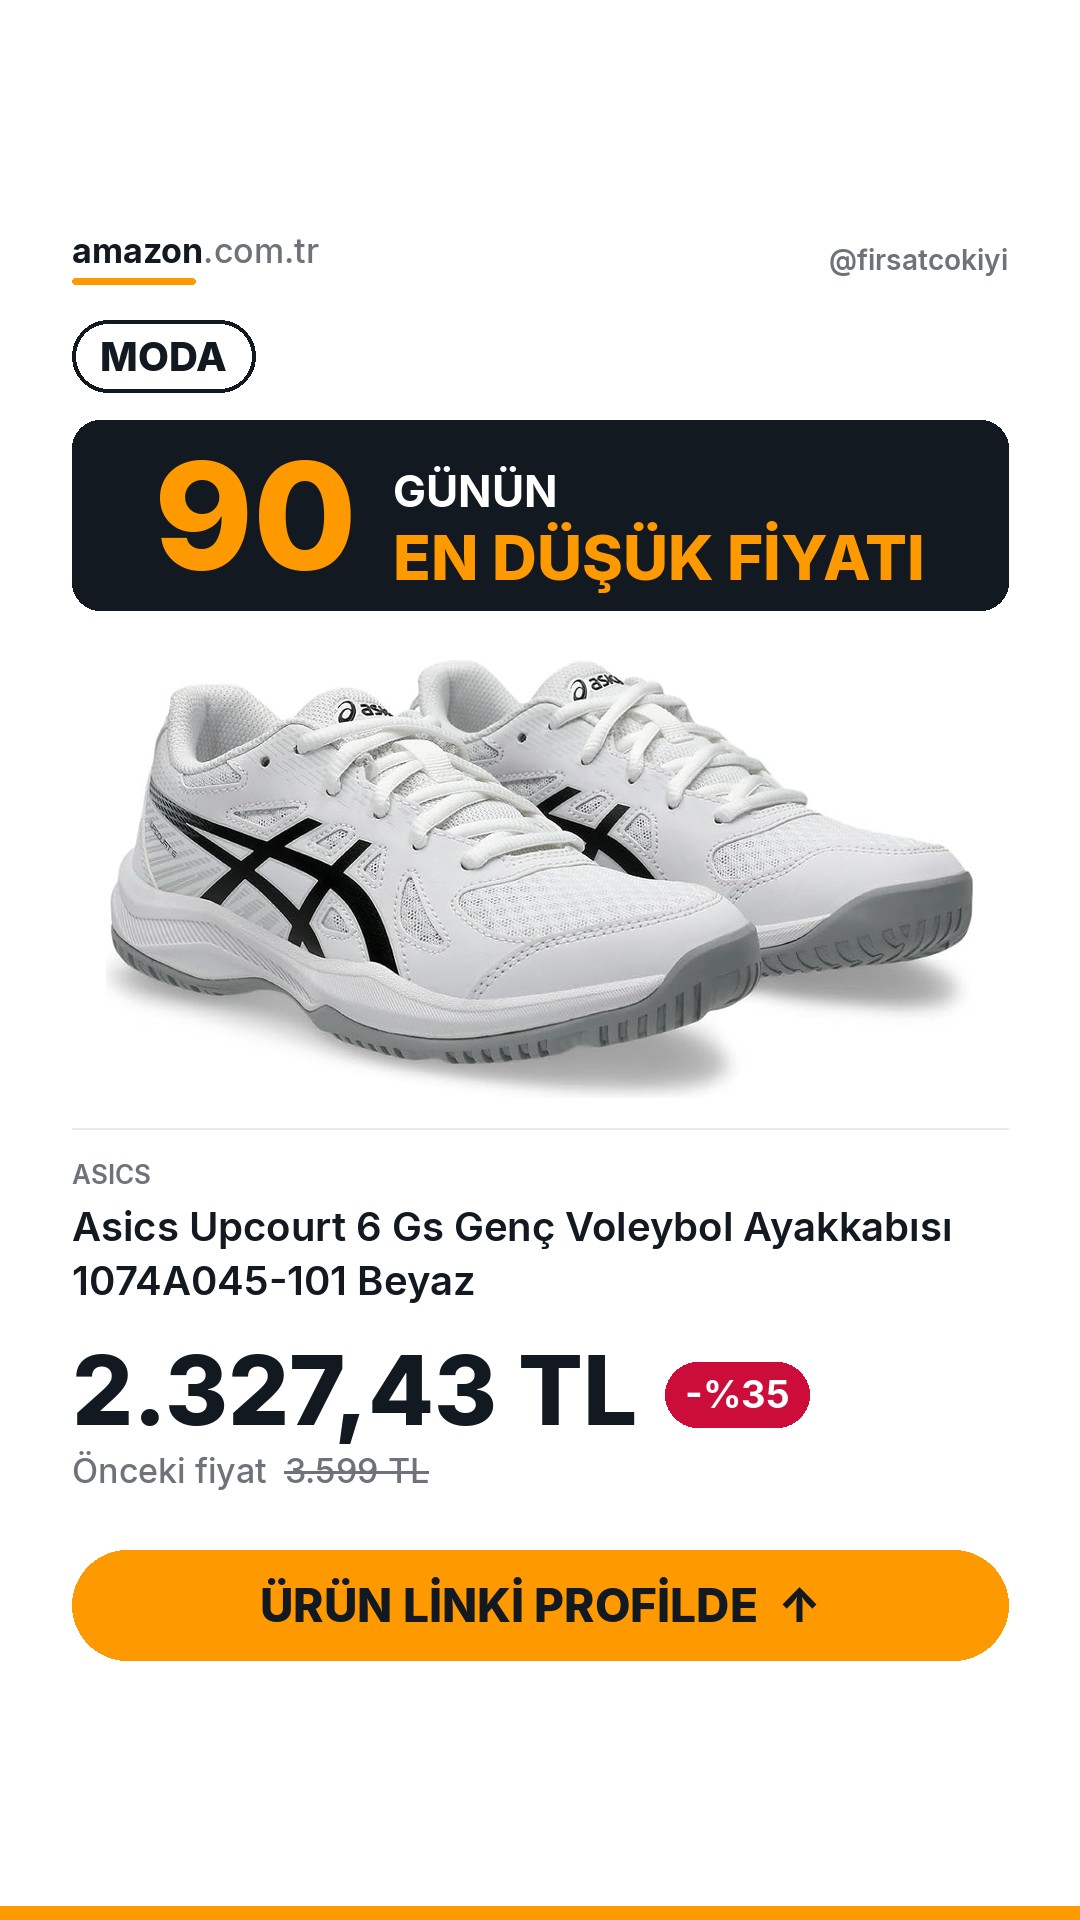 amazon.com.tr
@firsatcokiyi
MODA
90 GÜNÜN
EN DÜŞÜK FİYATI
asics
ASICS
Asics Upcourt 6 Gs Genç Voleybol Ayakkabısı
1074A045-101 Beyaz
2.327,43 TL -%35
Önceki fiyat 3.599 TL
ÜRÜN LİNKİ PROFİLDE ↑